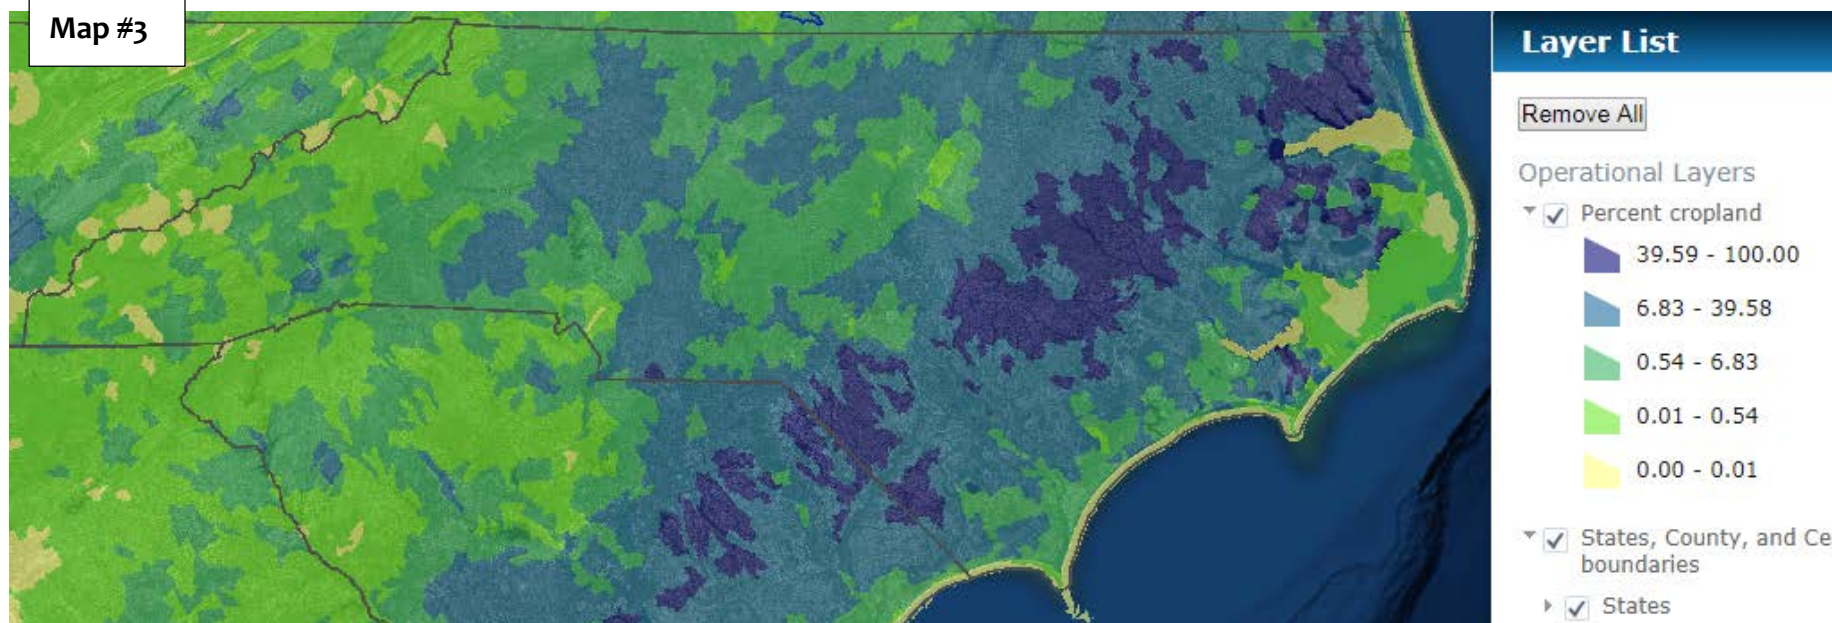 Map #3
Layer List
Remove All
Operational Layers
Percent cropland
39.59 - 100.00
6.83 - 39.58
0.54 - 6.83
0.01 - 0.54
0.00 - 0.01
States, County, and Ce
boundaries
States